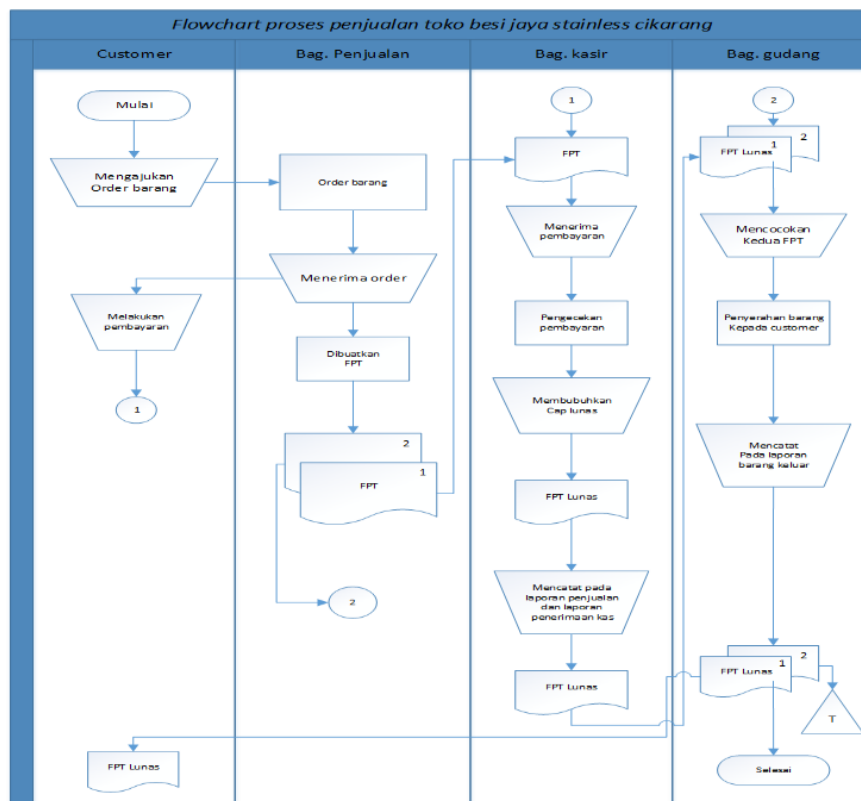 Flowchart proses penjualan toko besi jaya stainless cikarang
Customer
Bag. Penjualan
Bag. kasir
Bag. gudang
Mulai
Mengajukan
Order barang
Melakukan
pembayaran
1
FPT Lunas
Order barang
Menerima order
Dibuatkan
FPT
2
1
FPT
2
1
FPT
Menerima
pembayaran
Pengecekan
pembayaran
Membubuhkan
Cap lunas
FPT Lunas
Mencatat pada
laporan penjualan
dan laporan
penerimaan kas
FPT Lunas
2
2
1
FPT Lunas
Mencocokan
Kedua FPT
Penyerahan barang
Kepada customer
Mencatat
Pada laporan
barang keluar
2
1
FPT Lunas
T
Selesai